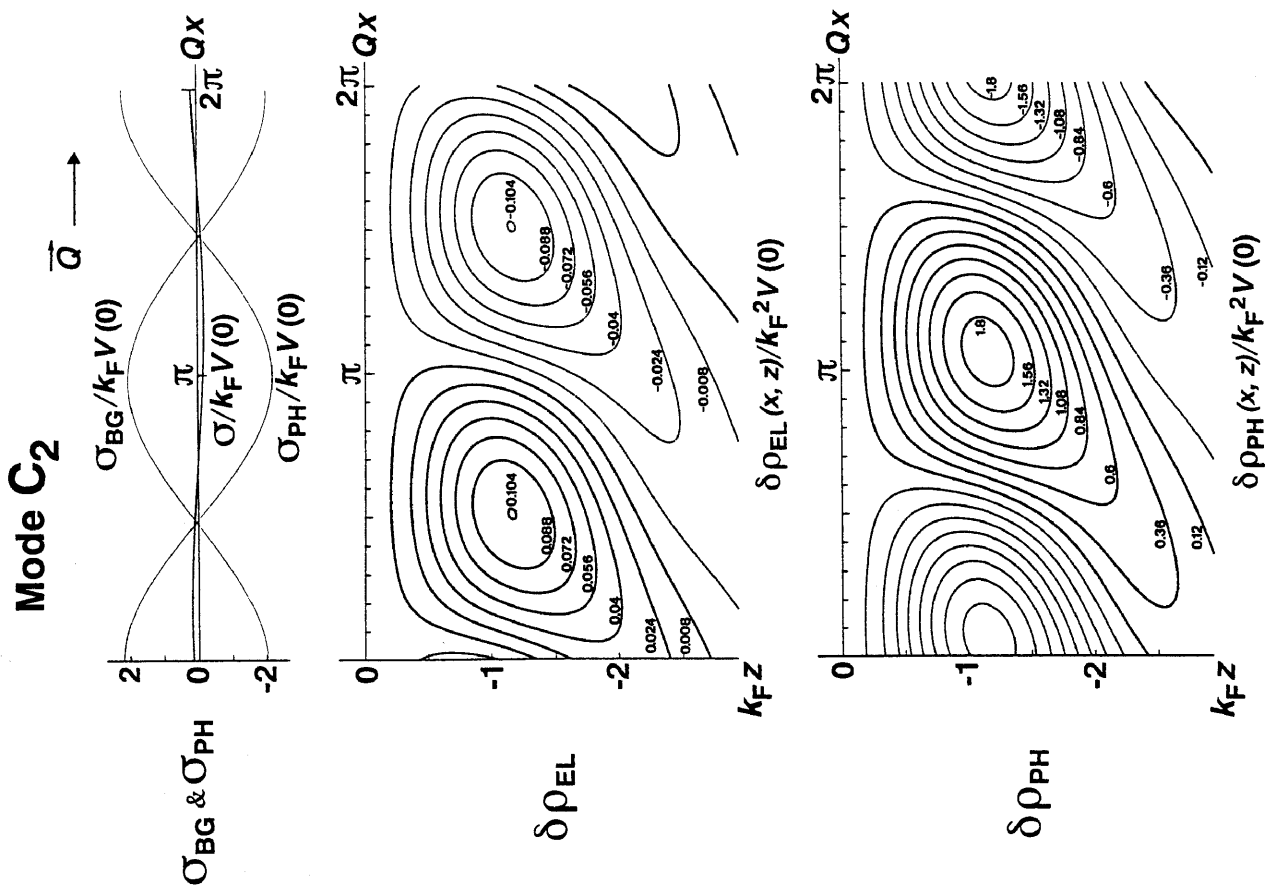 Mode C₂
σBG & σPH
2
0
-2
σBG/kFV(0)
σ/kFV(0)
σPH/kFV(0)
π
2π
Qx
Q
δρEL
0
-1
-2
kFz
π
2π
Qx
0.104
0.088
0.072
0.056
0.04
0.024
0.008
-0.104
-0.088
-0.072
-0.056
-0.04
-0.024
-0.008
δρEL(x, z)/kF²V(0)
δρPH
0
-1
-2
kFz
π
2π
Qx
1.8
1.56
1.32
1.08
0.84
0.6
0.36
0.12
-1.8
-1.56
-1.32
-1.08
-0.84
-0.6
-0.36
-0.12
δρPH(x, z)/kF²V(0)